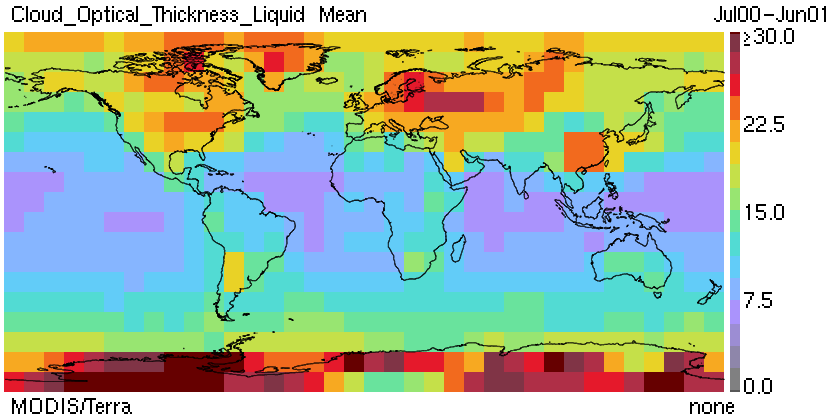 Cloud_Optical_Thickness_Liquid Mean Jul00-Jun01
≥30.0
22.5
15.0
7.5
0.0
MODIS/Terra none